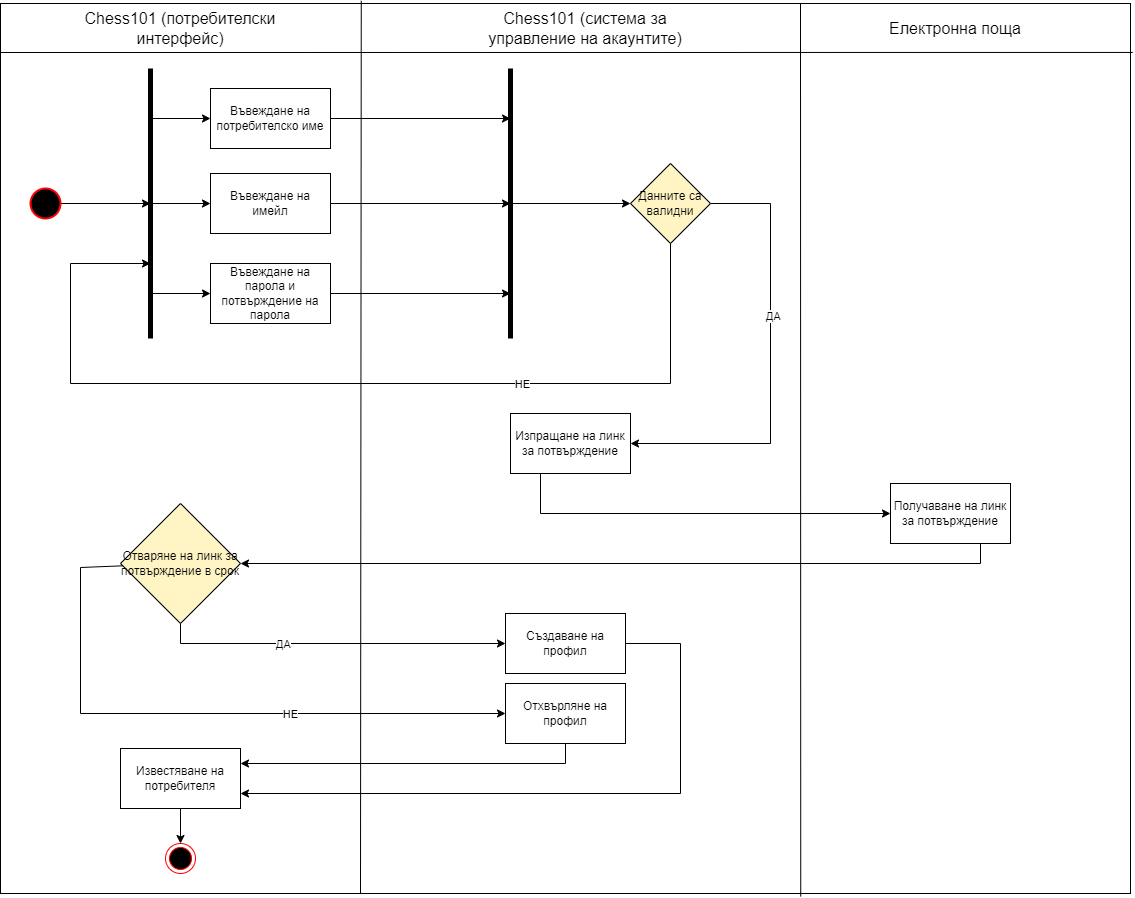 Chess101 (потребителски
интерфейс)
Chess101 (система за
управление на акаунтите)
Електронна поща
Въвеждане на
потребителско име
Въвеждане на
имейл
Въвеждане на
парола и
потвърждение на
парола
Данните са
валидни
ДА
НЕ
Изпращане на линк
за потвърждение
Получаване на линк
за потвърждение
Отваряне на линк за
потвърждение в срок
ДА
Създаване на
профил
НЕ
Отхвърляне на
профил
Известяване на
потребителя